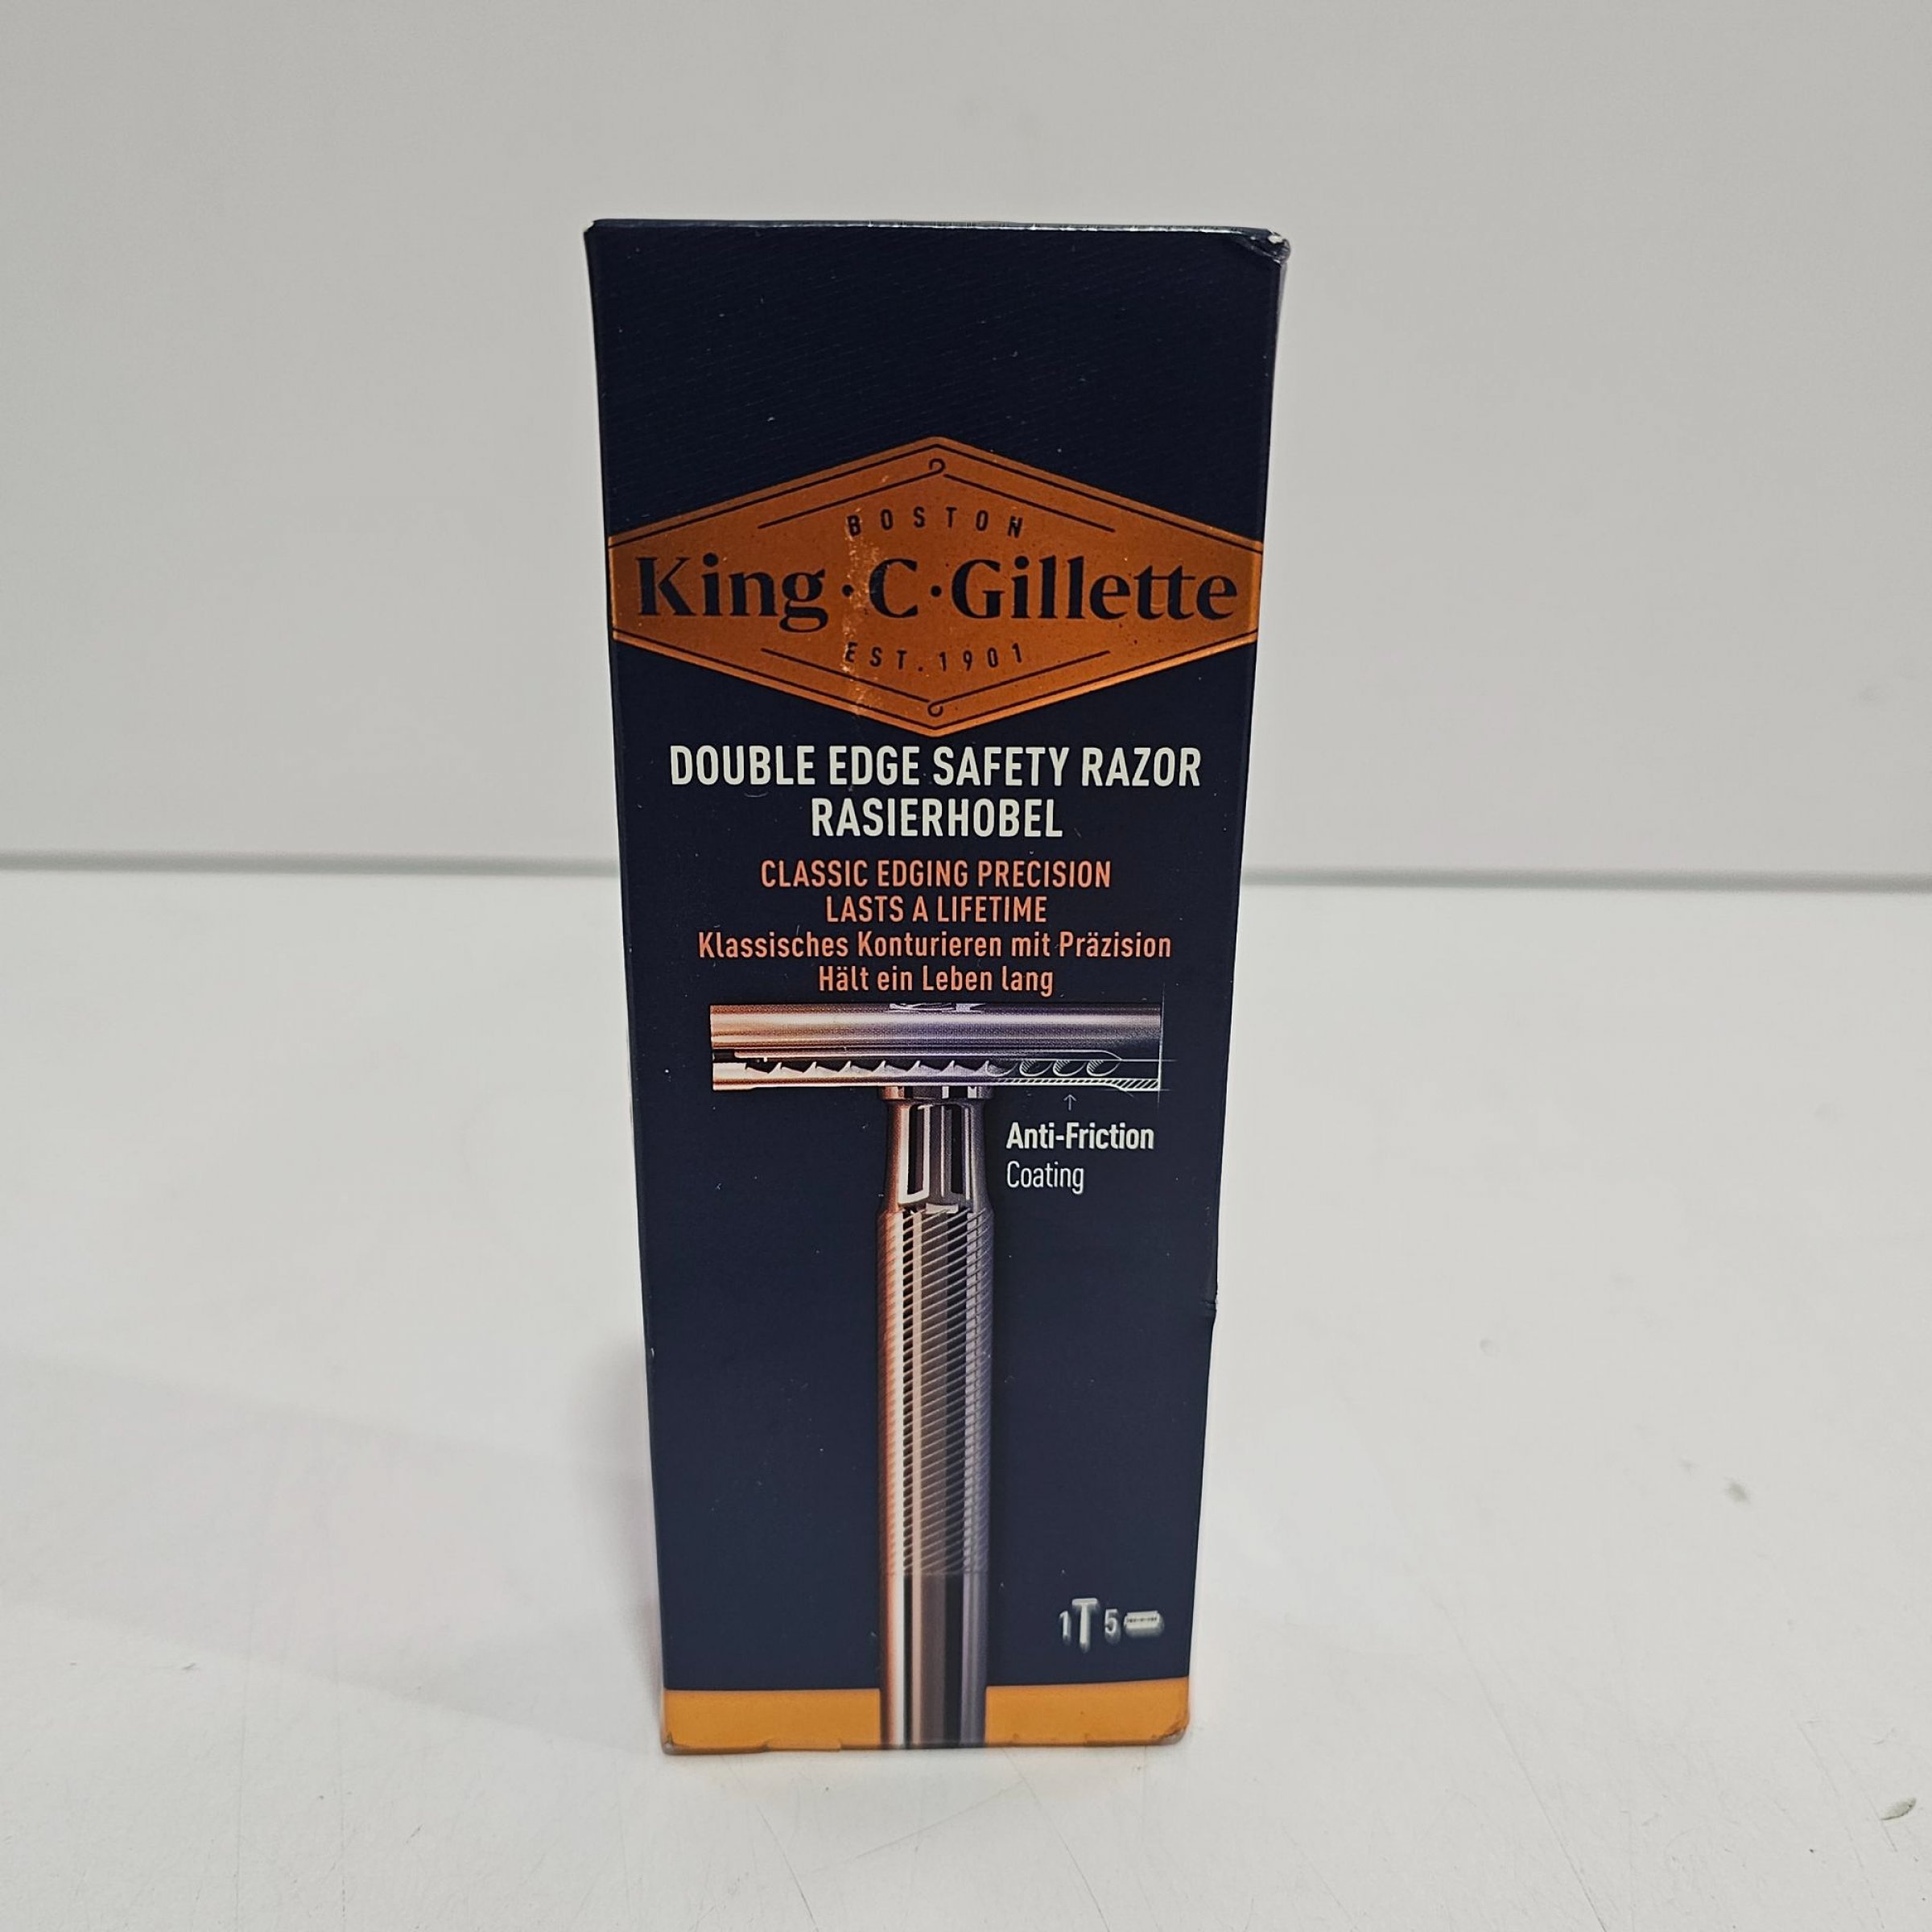 BOSTON
King·C·Gillette
EST. 1901
DOUBLE EDGE SAFETY RAZOR
RASIERHOBEL
CLASSIC EDGING PRECISION
LASTS A LIFETIME
Klassisches Konturieren mit Präzision
Hält ein Leben lang
Anti-Friction
Coating
1 5